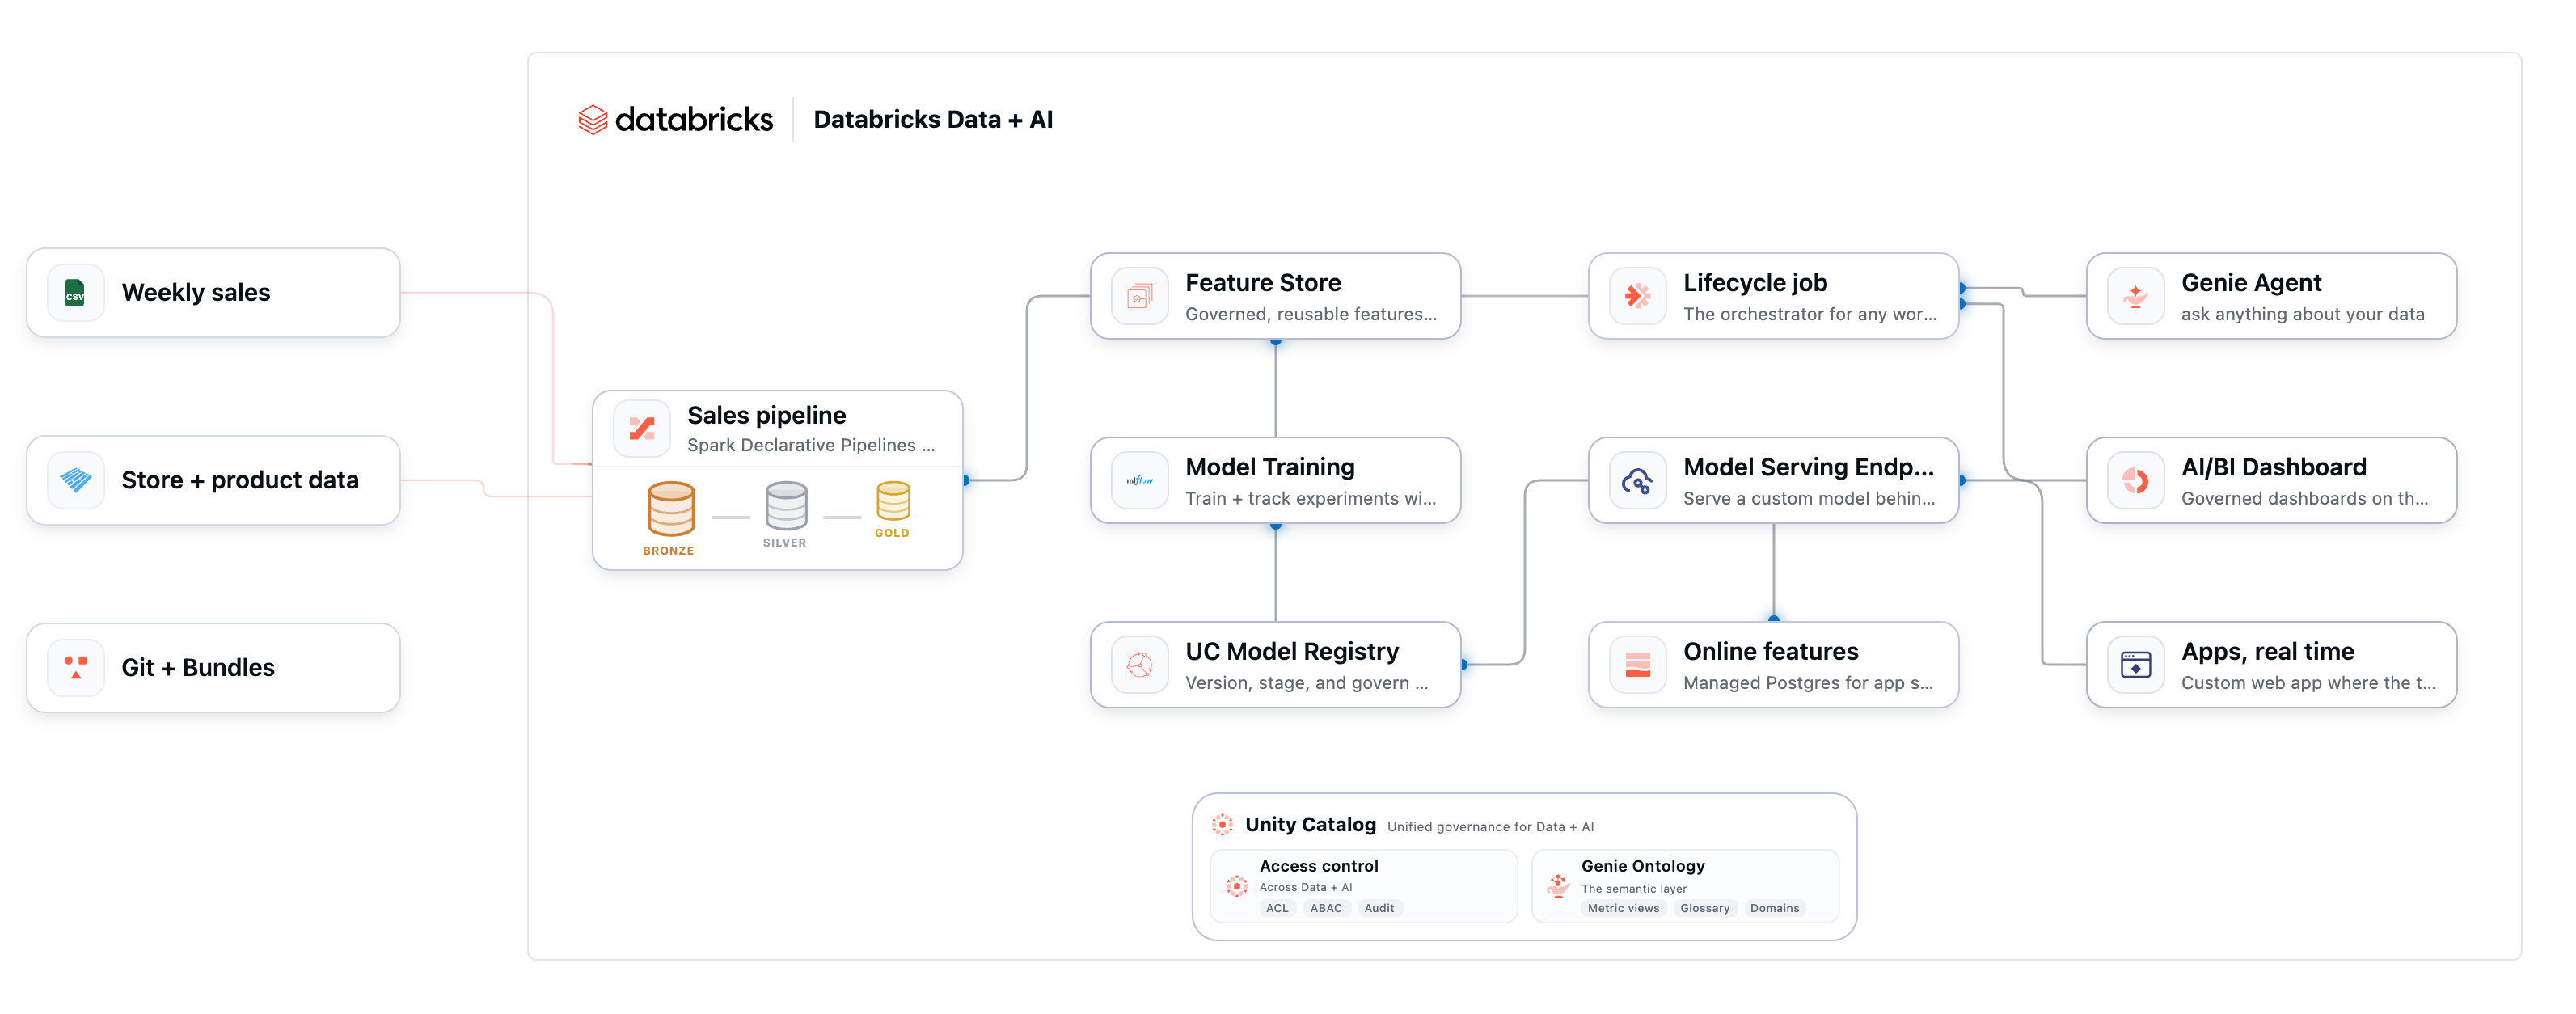 databricks
Databricks Data + AI
CSV
Weekly sales
Store + product data
Git + Bundles
Sales pipeline
Spark Declarative Pipelines ...
BRONZE
SILVER
GOLD
Feature Store
Governed, reusable features...
Lifecycle job
The orchestrator for any wor...
Genie Agent
ask anything about your data
mlflow
Model Training
Train + track experiments wi...
Model Serving Endp...
Serve a custom model behin...
AI/BI Dashboard
Governed dashboards on th...
UC Model Registry
Version, stage, and govern ...
Online features
Managed Postgres for app s...
Apps, real time
Custom web app where the t...
Unity Catalog Unified governance for Data + AI
Access control
Across Data + AI
ACL ABAC Audit
Genie Ontology
The semantic layer
Metric views Glossary Domains